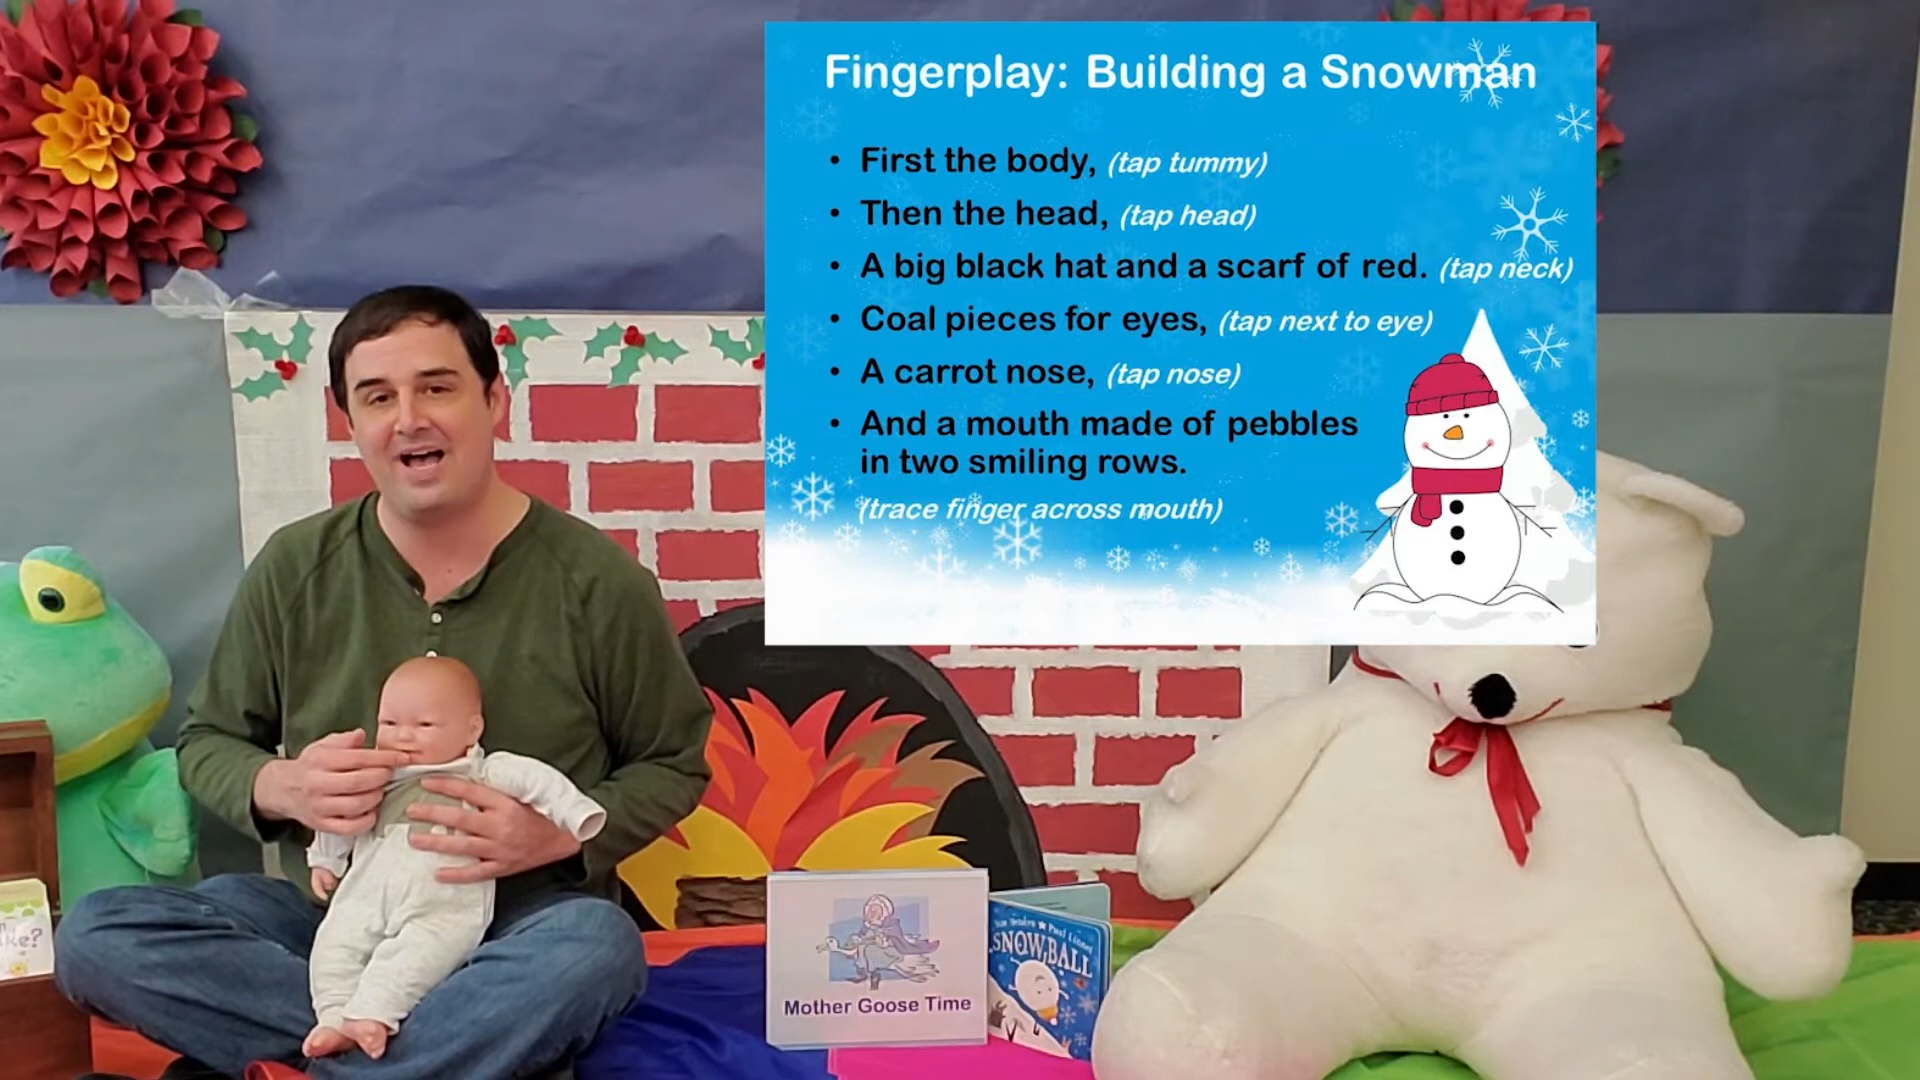 Fingerplay: Building a Snowman
• First the body, (tap tummy)
• Then the head, (tap head)
• A big black hat and a scarf of red. (tap neck)
• Coal pieces for eyes, (tap next to eye)
• A carrot nose, (tap nose)
• And a mouth made of pebbles
in two smiling rows.
(trace finger across mouth)
Mother Goose Time
SNOWBALL